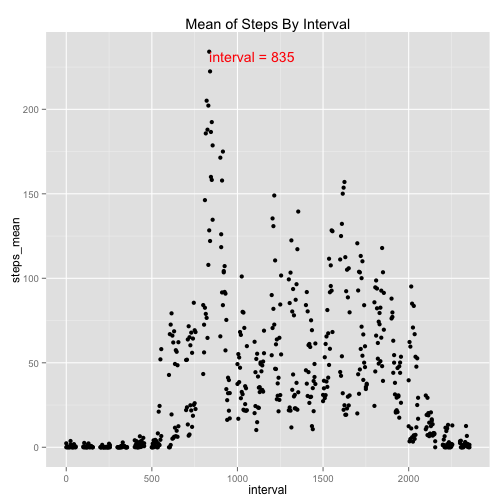 Mean of Steps By Interval
interval = 835
200
150
100
50
0
steps_mean
0 500 1000 1500 2000
interval